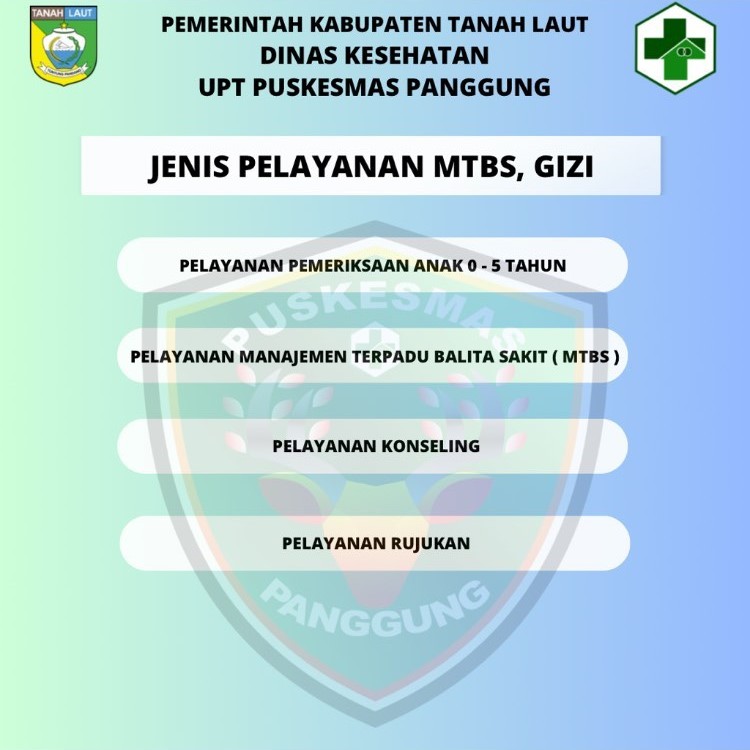 TANAH LAUT
PEMERINTAH KABUPATEN TANAH LAUT
DINAS KESEHATAN
UPT PUSKESMAS PANGGUNG
JENIS PELAYANAN MTBS, GIZI
PELAYANAN PEMERIKSAAN ANAK 0 - 5 TAHUN
PUSKESMAS
PELAYANAN MANAJEMEN TERPADU BALITA SAKIT ( MTBS )
PELAYANAN KONSELING
PELAYANAN RUJUKAN
PANGGUNG